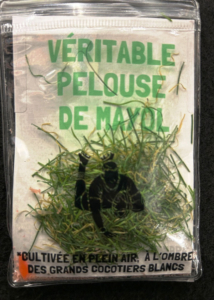 VÉRITABLE
PELOUSE
DE MAYOL
"CULTIVÉE EN PLEIN AIR, À L'OMBRE
DES GRANDS COCOTIERS BLANCS